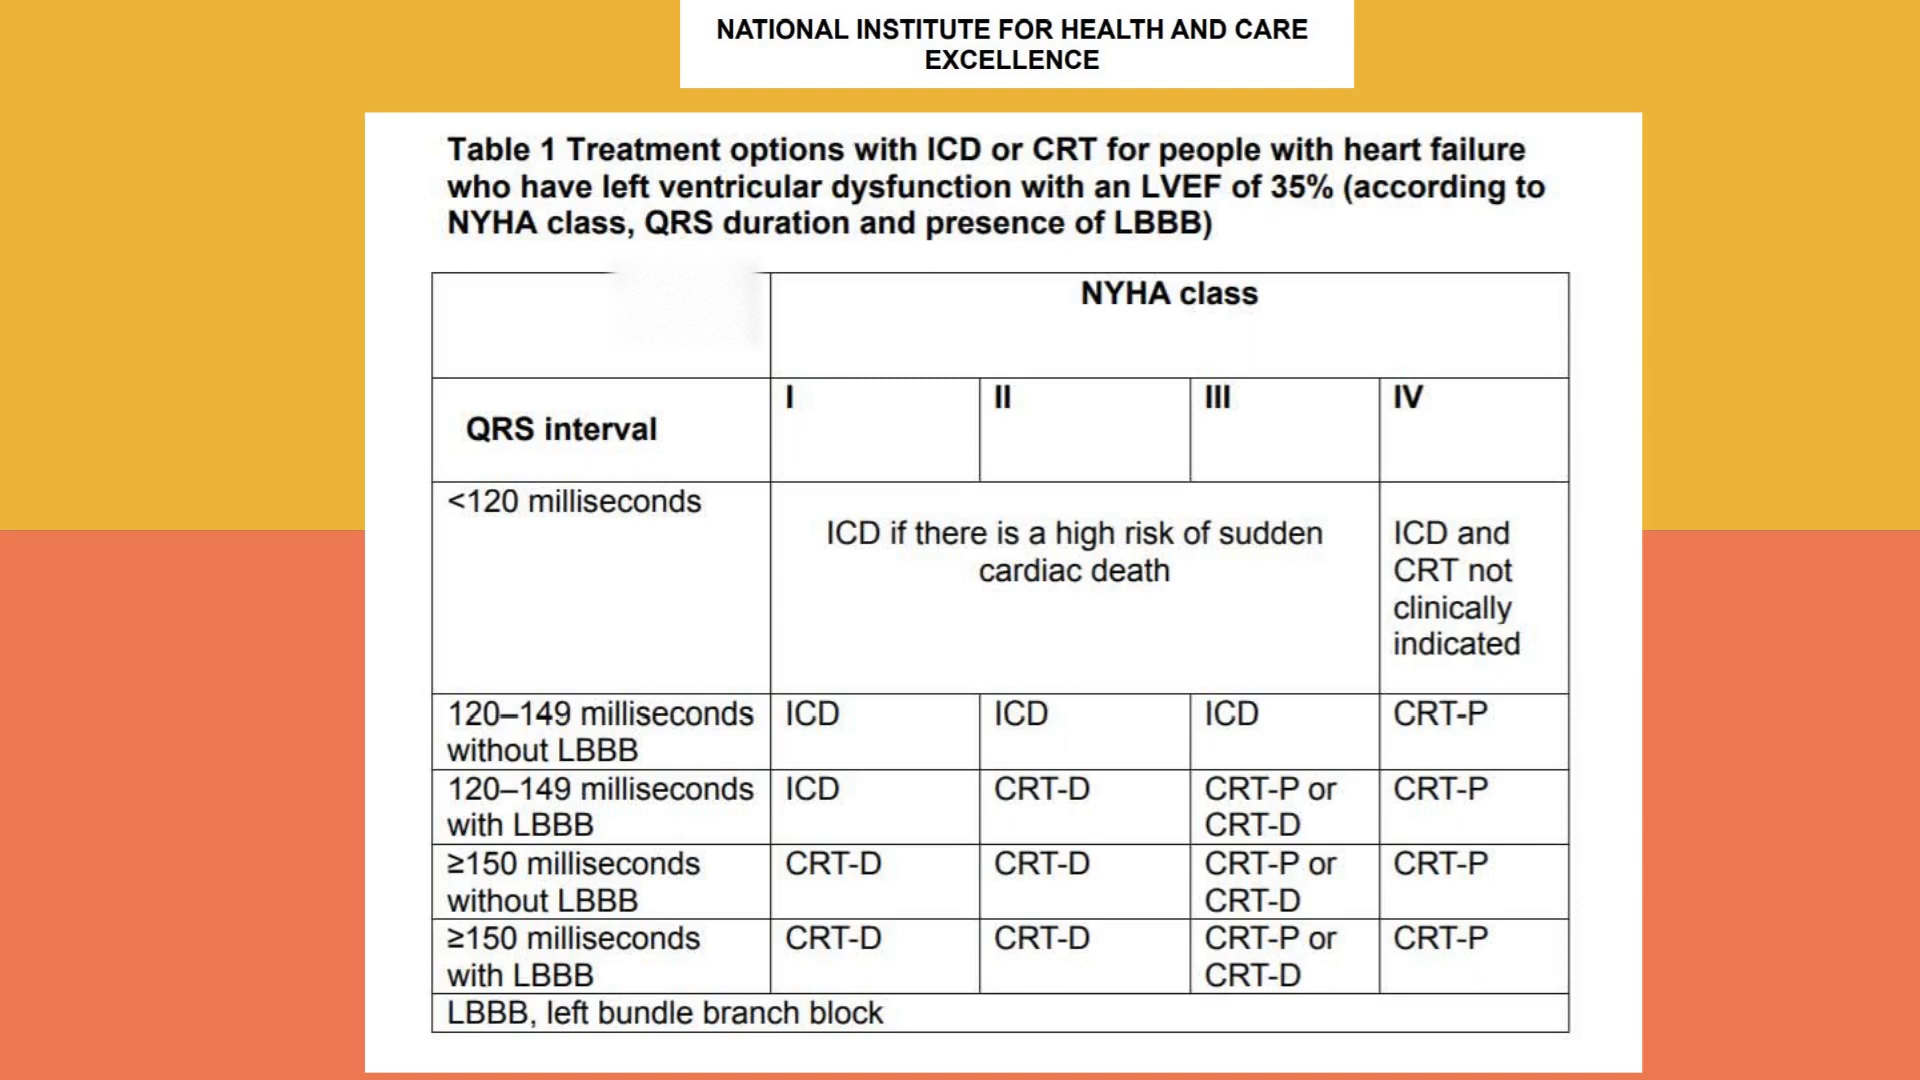 NATIONAL INSTITUTE FOR HEALTH AND CARE
EXCELLENCE
Table 1 Treatment options with ICD or CRT for people with heart failure
who have left ventricular dysfunction with an LVEF of 35% (according to
NYHA class, QRS duration and presence of LBBB)
NYHA class
QRS interval
I
II
III
IV
<120 milliseconds
ICD if there is a high risk of sudden
cardiac death
ICD and
CRT not
clinically
indicated
120–149 milliseconds
without LBBB
ICD
ICD
ICD
CRT-P
120–149 milliseconds
with LBBB
ICD
CRT-D
CRT-P or
CRT-D
CRT-P
≥150 milliseconds
without LBBB
CRT-D
CRT-D
CRT-P or
CRT-D
CRT-P
≥150 milliseconds
with LBBB
CRT-D
CRT-D
CRT-P or
CRT-D
CRT-P
LBBB, left bundle branch block